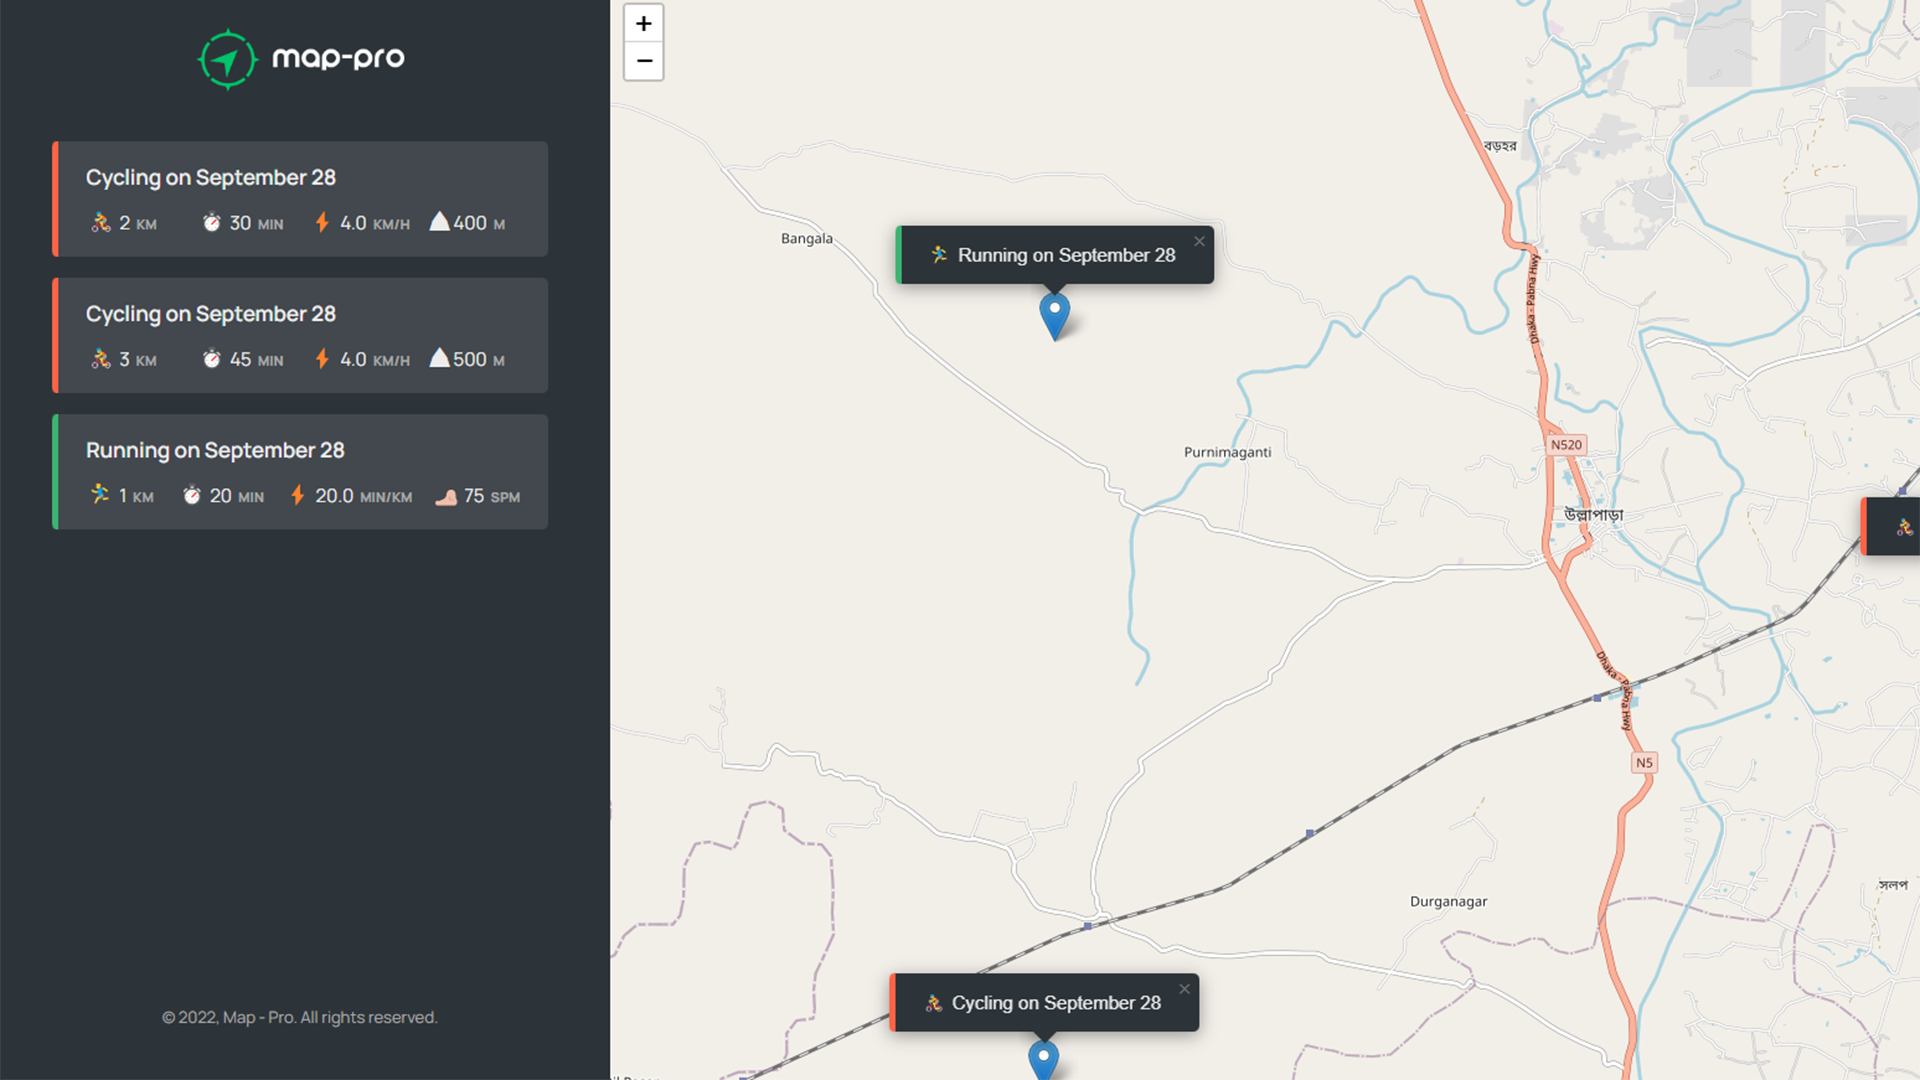 map-pro
Cycling on September 28
2 KM 30 MIN 4.0 KM/H 400 M
Cycling on September 28
3 KM 45 MIN 4.0 KM/H 500 M
Running on September 28
1 KM 20 MIN 20.0 MIN/KM 75 SPM
© 2022, Map - Pro. All rights reserved.
+
−
বড়হর
Bangala
Running on September 28 ×
Dhaka - Pabna Hwy
N520
Purnimaganti
উল্লাপাড়া
Dhaka - Pabna Hwy
N5
সলপ
Durganagar
Cycling on September 28 ×